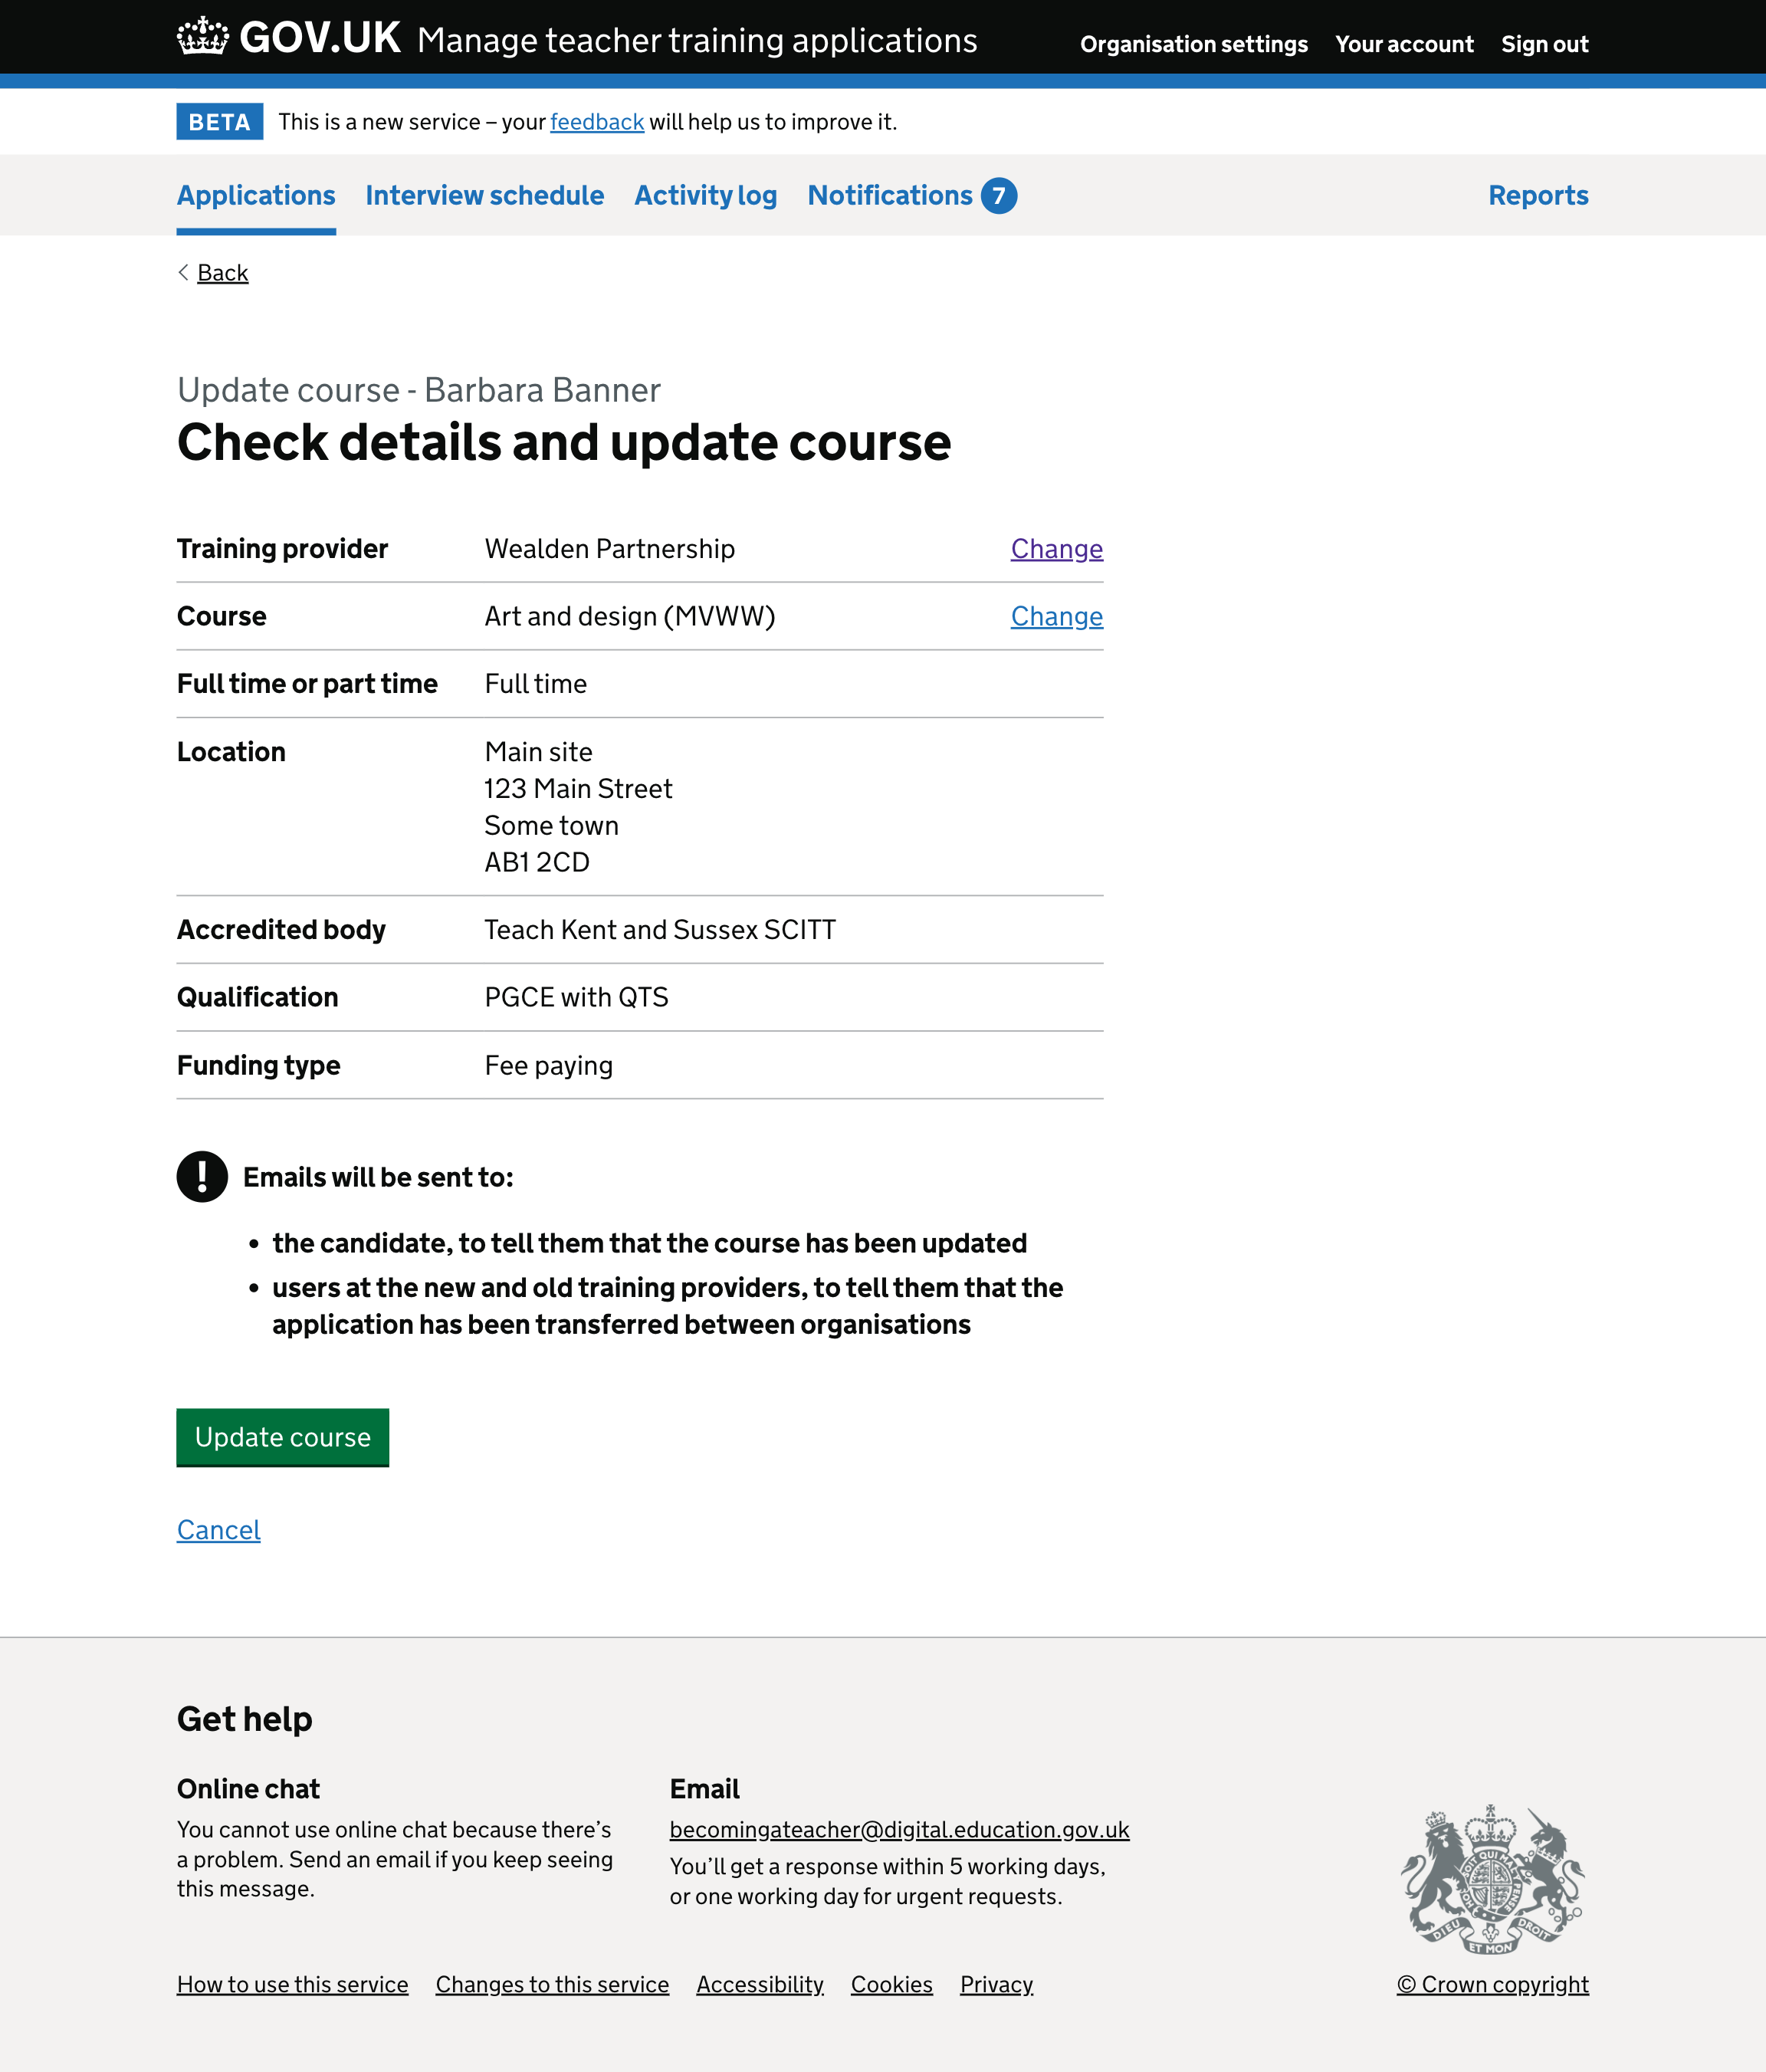 GOV.UK Manage teacher training applications Organisation settings Your account Sign out
BETA This is a new service – your feedback will help us to improve it.
Applications Interview schedule Activity log Notifications 7 Reports
Back
Update course - Barbara Banner
Check details and update course
Training provider Wealden Partnership Change
Course Art and design (MVWW) Change
Full time or part time Full time
Location Main site
123 Main Street
Some town
AB1 2CD
Accredited body Teach Kent and Sussex SCITT
Qualification PGCE with QTS
Funding type Fee paying
! Emails will be sent to:
• the candidate, to tell them that the course has been updated
• users at the new and old training providers, to tell them that the
application has been transferred between organisations
Update course
Cancel
Get help
Online chat
You cannot use online chat because there’s
a problem. Send an email if you keep seeing
this message.
Email
becomingateacher@digital.education.gov.uk
You’ll get a response within 5 working days,
or one working day for urgent requests.
DIEU ET MON DROIT
How to use this service Changes to this service Accessibility Cookies Privacy © Crown copyright